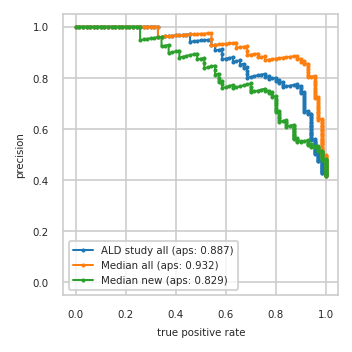 1.0
0.8
0.6
0.4
0.2
0.0
precision
ALD study all (aps: 0.887)
Median all (aps: 0.932)
Median new (aps: 0.829)
0.0 0.2 0.4 0.6 0.8 1.0
true positive rate